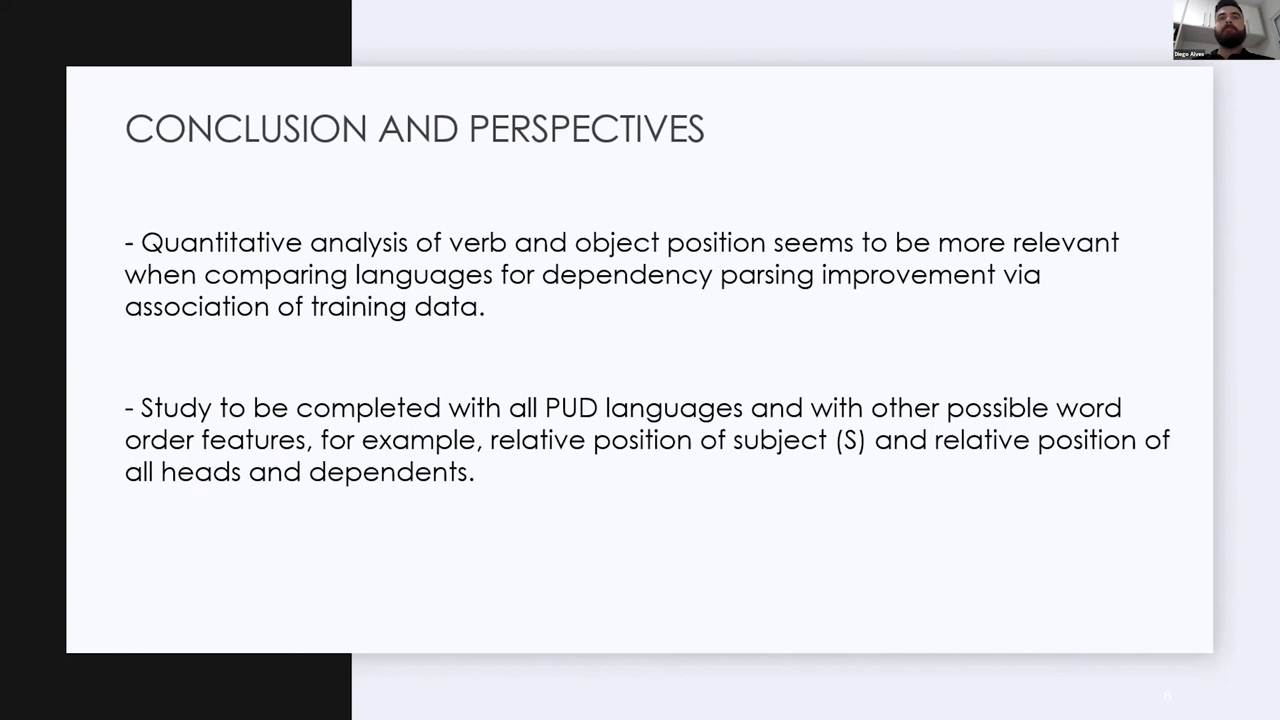 Diego Alves
CONCLUSION AND PERSPECTIVES
- Quantitative analysis of verb and object position seems to be more relevant
when comparing languages for dependency parsing improvement via
association of training data.
- Study to be completed with all PUD languages and with other possible word
order features, for example, relative position of subject (S) and relative position of
all heads and dependents.
8